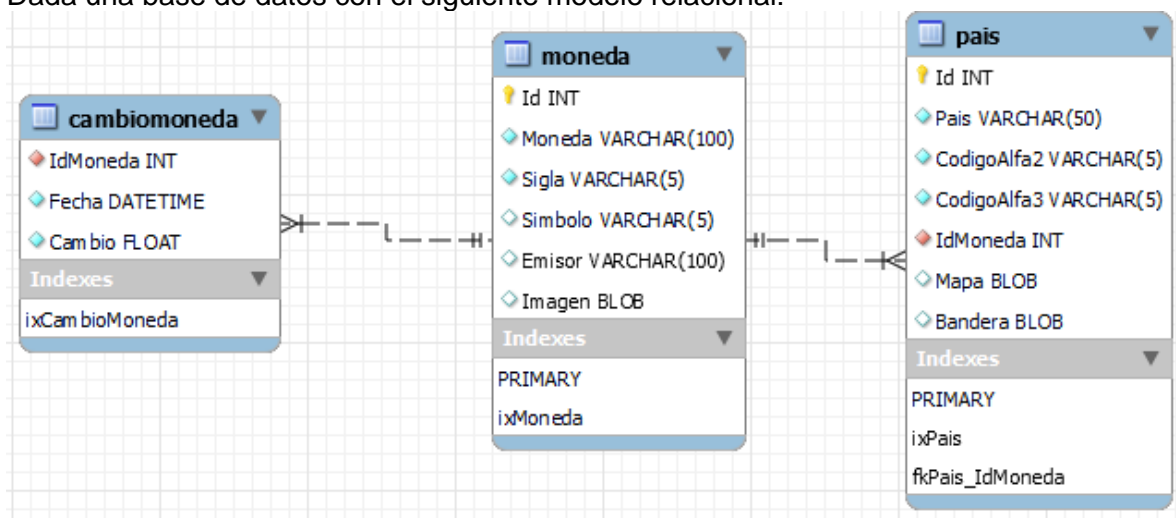 Dada una base de datos con el siguiente modelo relacional:
cambiomoneda
IdMoneda INT
Fecha DATETIME
Cambio FLOAT
Indexes
ixCambioMoneda
moneda
Id INT
Moneda VARCHAR(100)
Sigla VARCHAR(5)
Simbolo VARCHAR(5)
Emisor VARCHAR(100)
Imagen BLOB
Indexes
PRIMARY
ixMoneda
pais
Id INT
Pais VARCHAR(50)
CodigoAlfa2 VARCHAR(5)
CodigoAlfa3 VARCHAR(5)
IdMoneda INT
Mapa BLOB
Bandera BLOB
Indexes
PRIMARY
ixPais
fkPais_IdMoneda